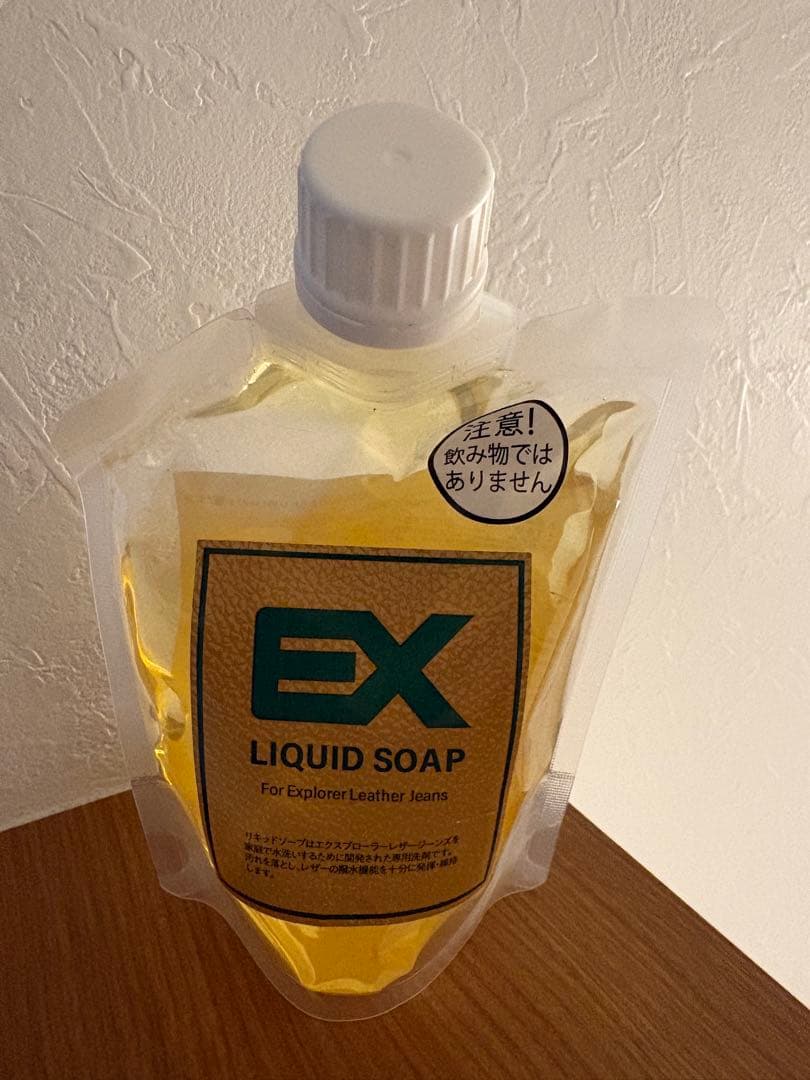 注意!
飲み物では
ありません
EX
LIQUID SOAP
For Explorer Leather Jeans
リキッドソープはエクスプローラーレザージーンズを
家庭で水洗いするために開発された専用洗剤です。
汚れを落とし、レザーの撥水機能を十分に発揮・維持
します。